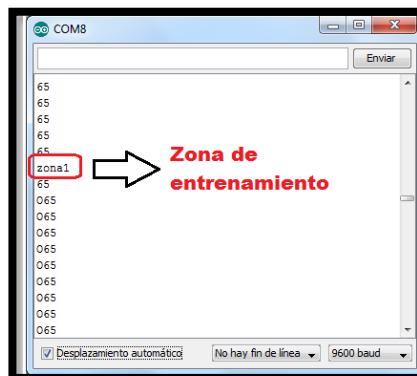 COM8
Enviar
65
65
65
65
65
zona1
65
O65
O65
O65
O65
O65
O65
O65
O65
O65
Zona de
entrenamiento
Desplazamiento automático
No hay fin de línea
9600 baud